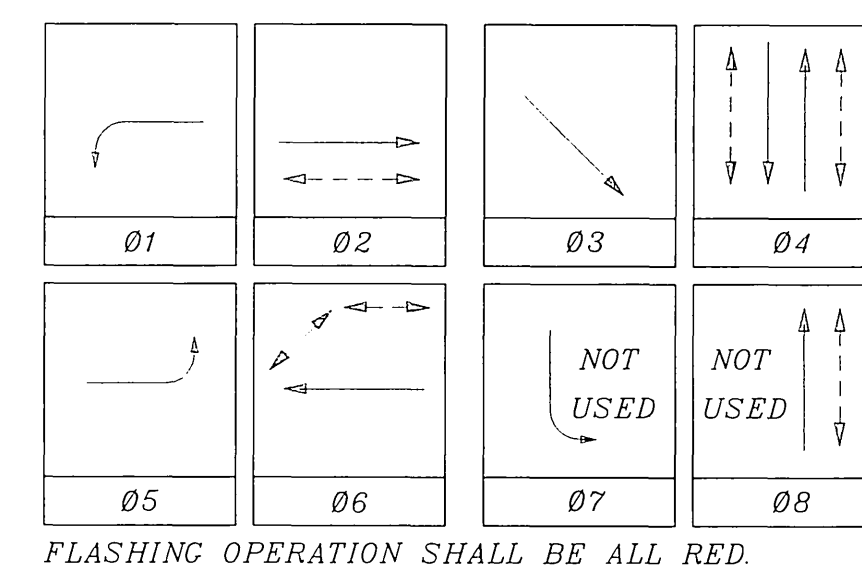 Ø1 Ø2 Ø3 Ø4
NOT
USED
NOT
USED
Ø5 Ø6 Ø7 Ø8
FLASHING OPERATION SHALL BE ALL RED.